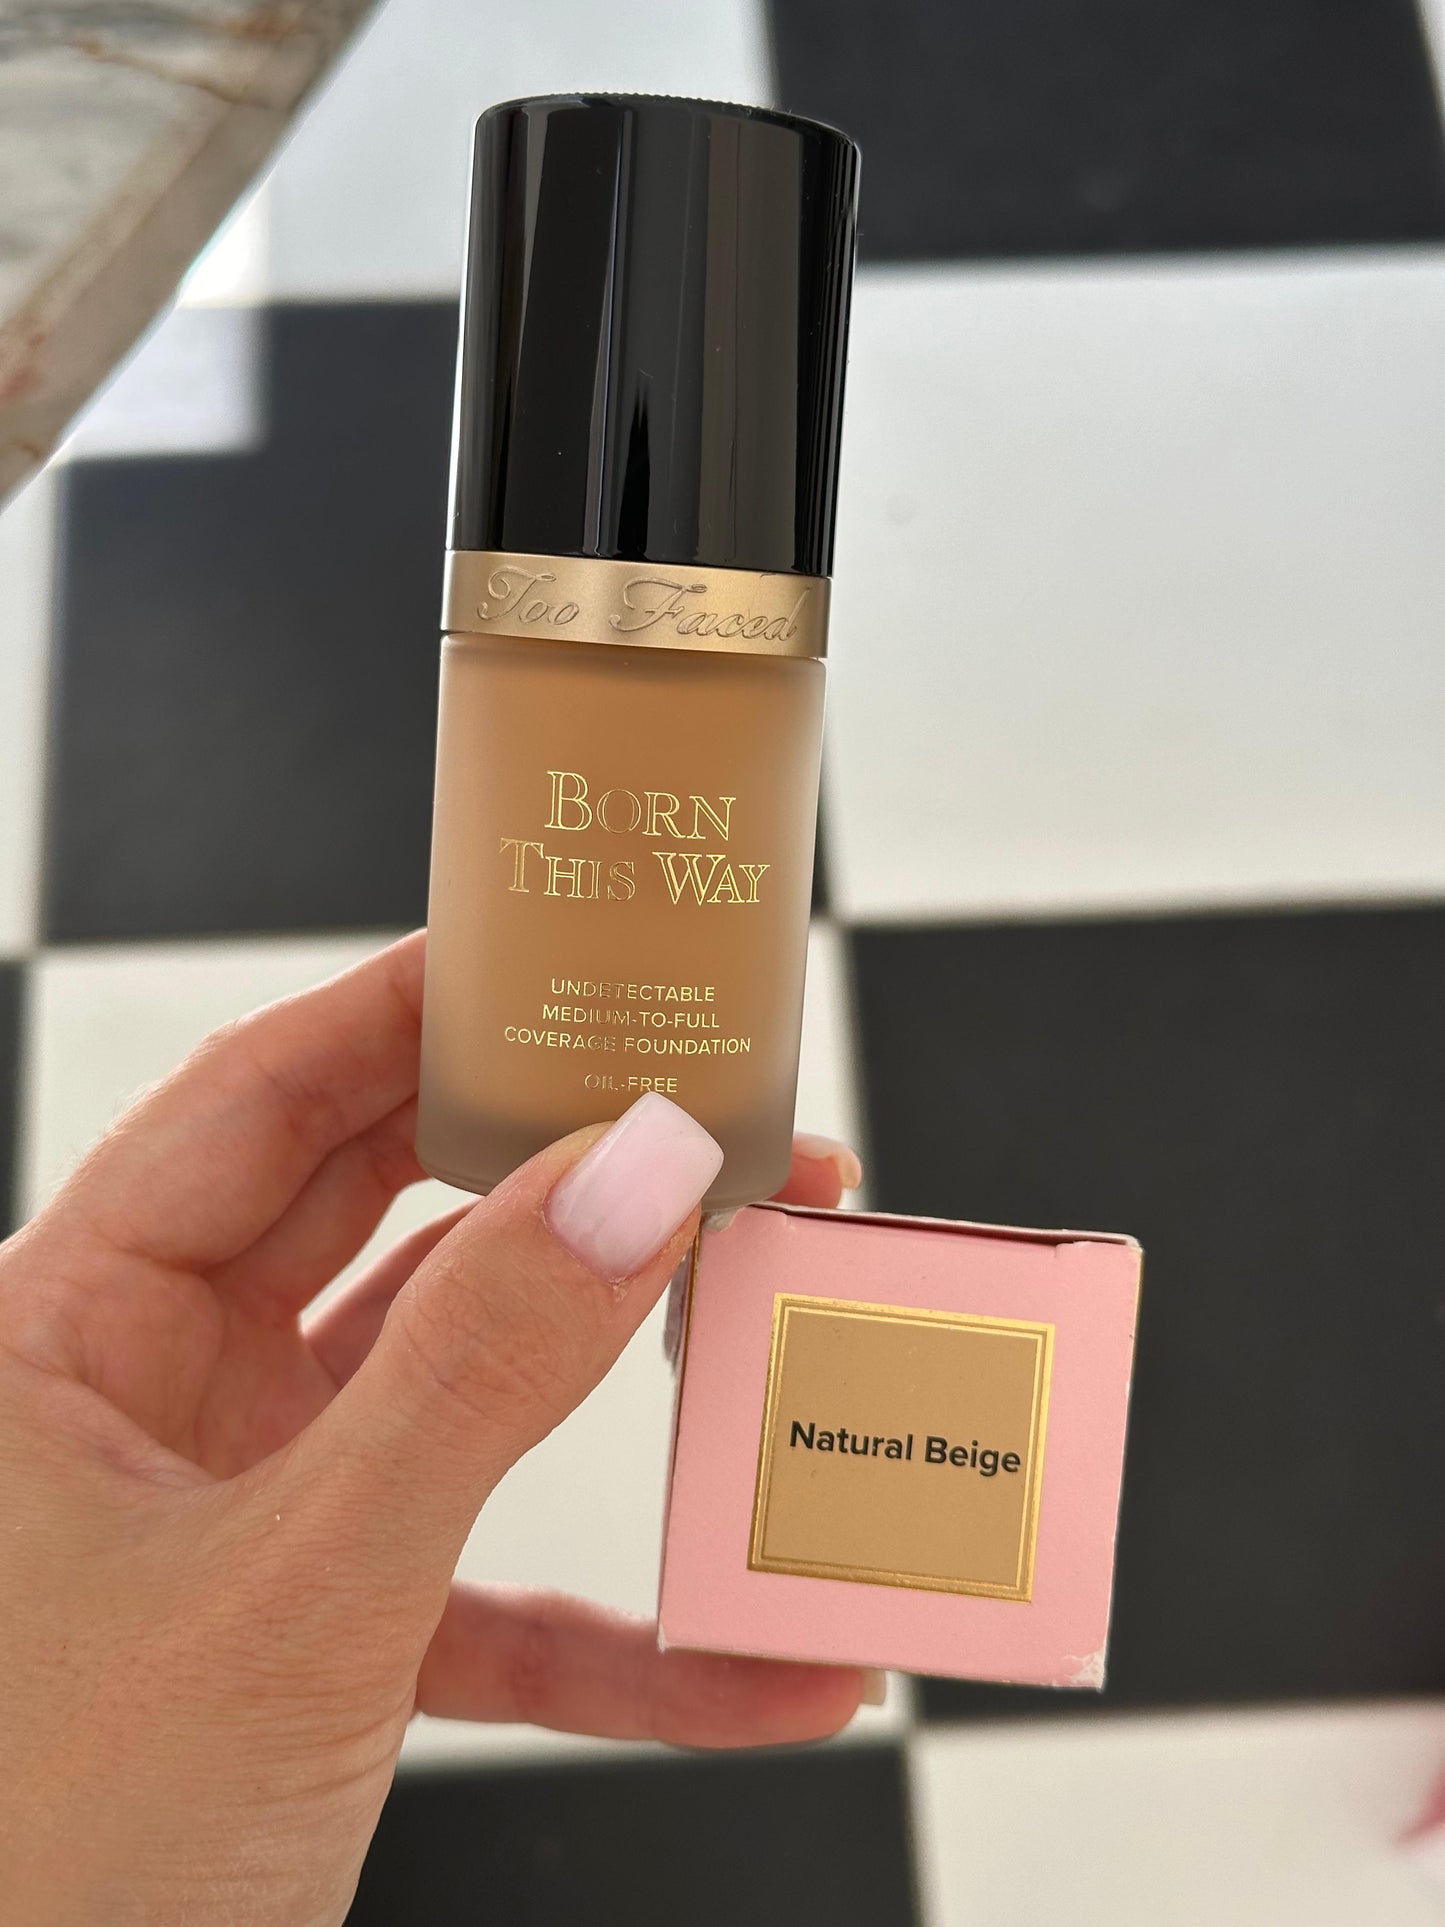 Too Faced
BORN
THIS WAY
UNDETECTABLE
MEDIUM-TO-FULL
COVERAGE FOUNDATION
OIL-FREE
Natural Beige